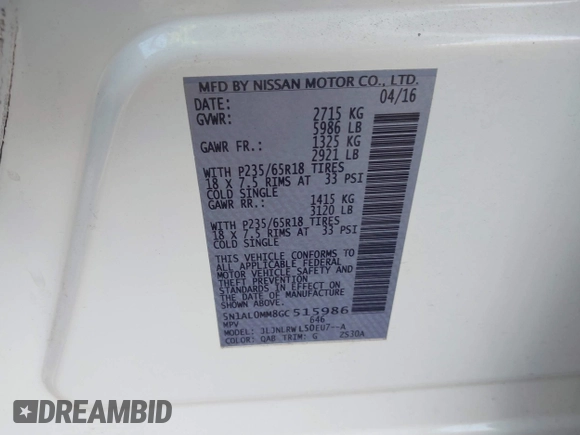 MFD BY NISSAN MOTOR CO., LTD.
DATE: 04/16
GVWR: 2715 KG
5986 LB
GAWR FR.: 1325 KG
2921 LB
WITH P235/65R18 TIRES
18 X 7.5 RIMS AT 33 PSI
COLD SINGLE
GAWR RR.: 1415 KG
3120 LB
WITH P235/65R18 TIRES
18 X 7.5 RIMS AT 33 PSI
COLD SINGLE
THIS VEHICLE CONFORMS TO
ALL APPLICABLE FEDERAL
MOTOR VEHICLE SAFETY AND
THEFT PREVENTION
STANDARDS IN EFFECT ON
THE DATE OF MANUFACTURE
SHOWN ABOVE.
5N1AL0MM8GC515986
MPV 646
MODEL: JLJNLRWL50EU7--A
COLOR: QAB TRIM: G ZS30A
DREAMBID